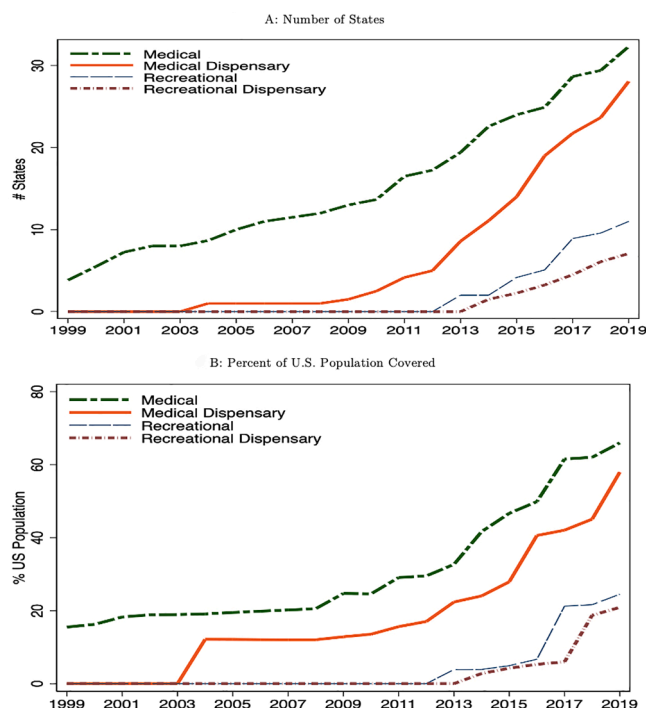 A: Number of States
Medical
Medical Dispensary
Recreational
Recreational Dispensary
# States
30
20
10
0
1999 2001 2003 2005 2007 2009 2011 2013 2015 2017 2019
B: Percent of U.S. Population Covered
Medical
Medical Dispensary
Recreational
Recreational Dispensary
% US Population
80
60
40
20
0
1999 2001 2003 2005 2007 2009 2011 2013 2015 2017 2019